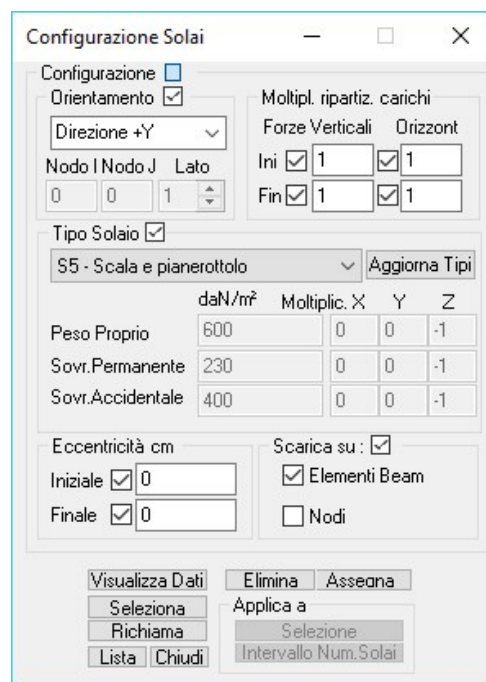 Configurazione Solai
Configurazione
Orientamento
Moltipl. ripartiz. carichi
Direzione +Y
Forze Verticali Orizzont
Nodo I Nodo J Lato
Ini 1 1
0 0 1
Fin 1 1
Tipo Solaio
S5 - Scala e pianerottolo Aggiorna Tipi
daN/m² Moltiplic. X Y Z
Peso Proprio 600 0 0 -1
Sovr.Permanente 230 0 0 -1
Sovr.Accidentale 400 0 0 -1
Eccentricità cm
Scarica su :
Iniziale 0
Elementi Beam
Finale 0
Nodi
Visualizza Dati Elimina Assegna
Seleziona Applica a
Richiama Selezione
Lista Chiudi Intervallo Num.Solai